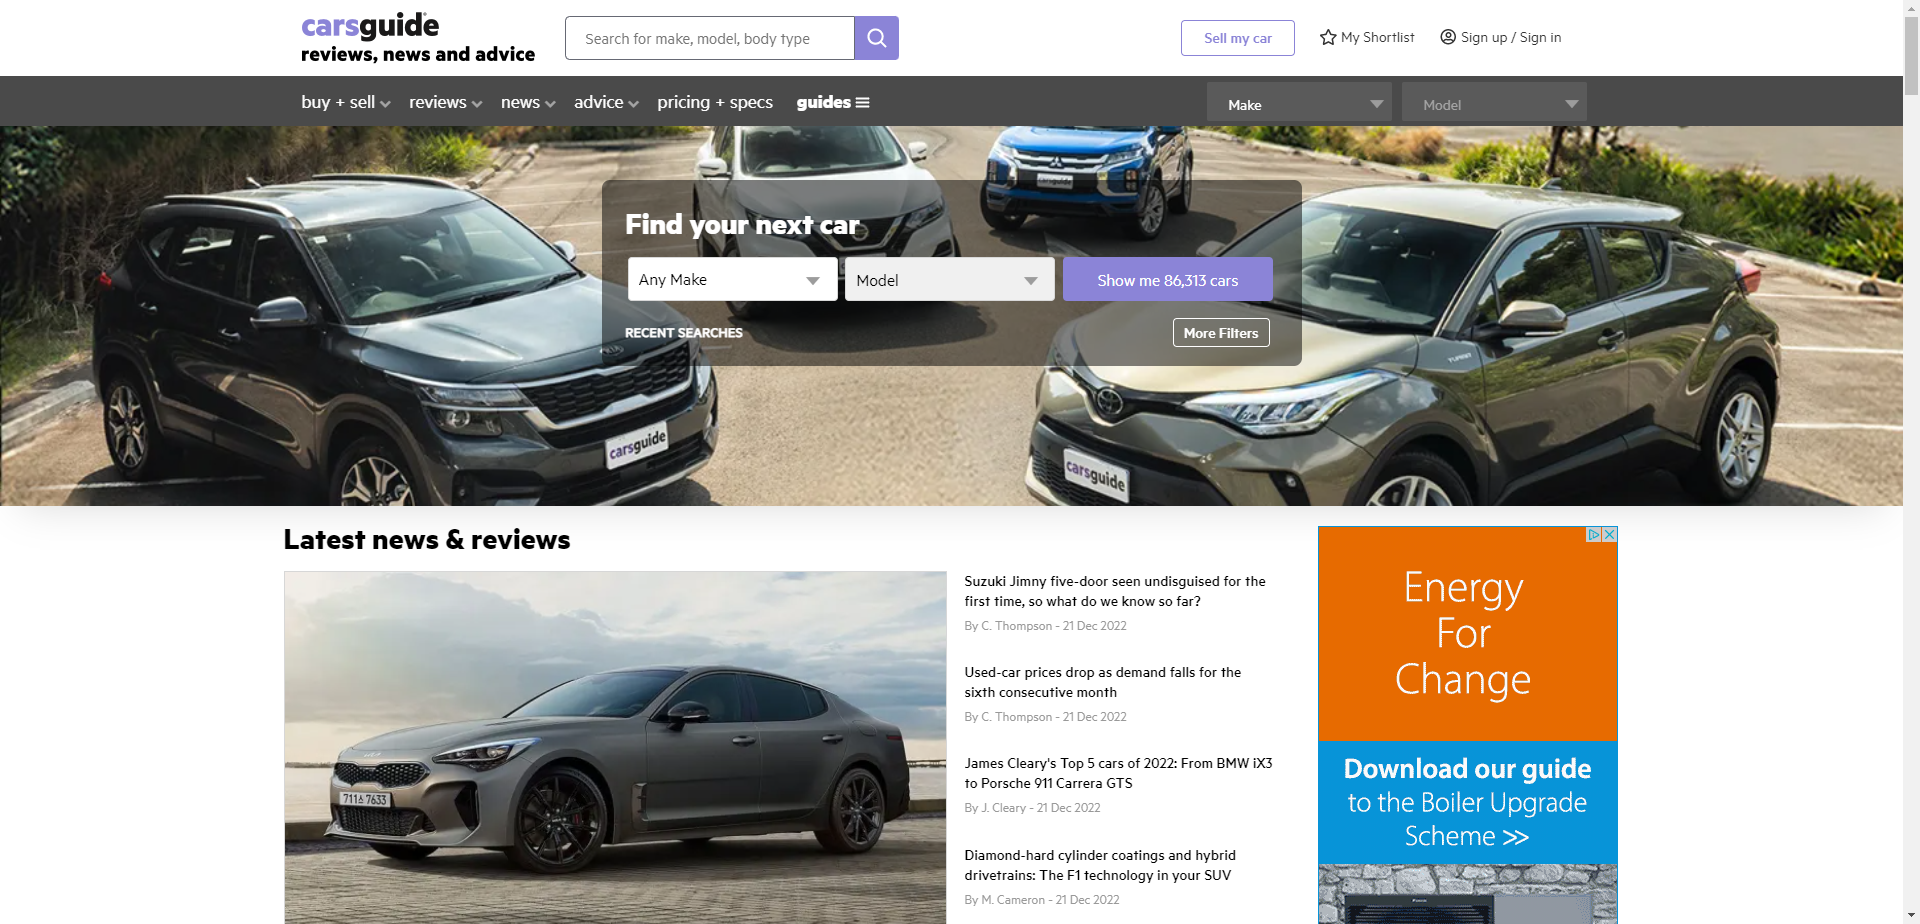 carsguide
reviews, news and advice
Search for make, model, body type
Sell my car
My Shortlist
Sign up / Sign in
buy + sell
reviews
news
advice
pricing + specs
guides
Make
Model
carsguide
Find your next car
Any Make
Model
Show me 86,313 cars
RECENT SEARCHES
More Filters
carsguide
carsguide
Latest news & reviews
Suzuki Jimny five-door seen undisguised for the
first time, so what do we know so far?
By C. Thompson - 21 Dec 2022
Used-car prices drop as demand falls for the
sixth consecutive month
By C. Thompson - 21 Dec 2022
James Cleary's Top 5 cars of 2022: From BMW iX3
to Porsche 911 Carrera GTS
By J. Cleary - 21 Dec 2022
Diamond-hard cylinder coatings and hybrid
drivetrains: The F1 technology in your SUV
By M. Cameron - 21 Dec 2022
711스 7633
Energy
For
Change
Download our guide
to the Boiler Upgrade
Scheme >>